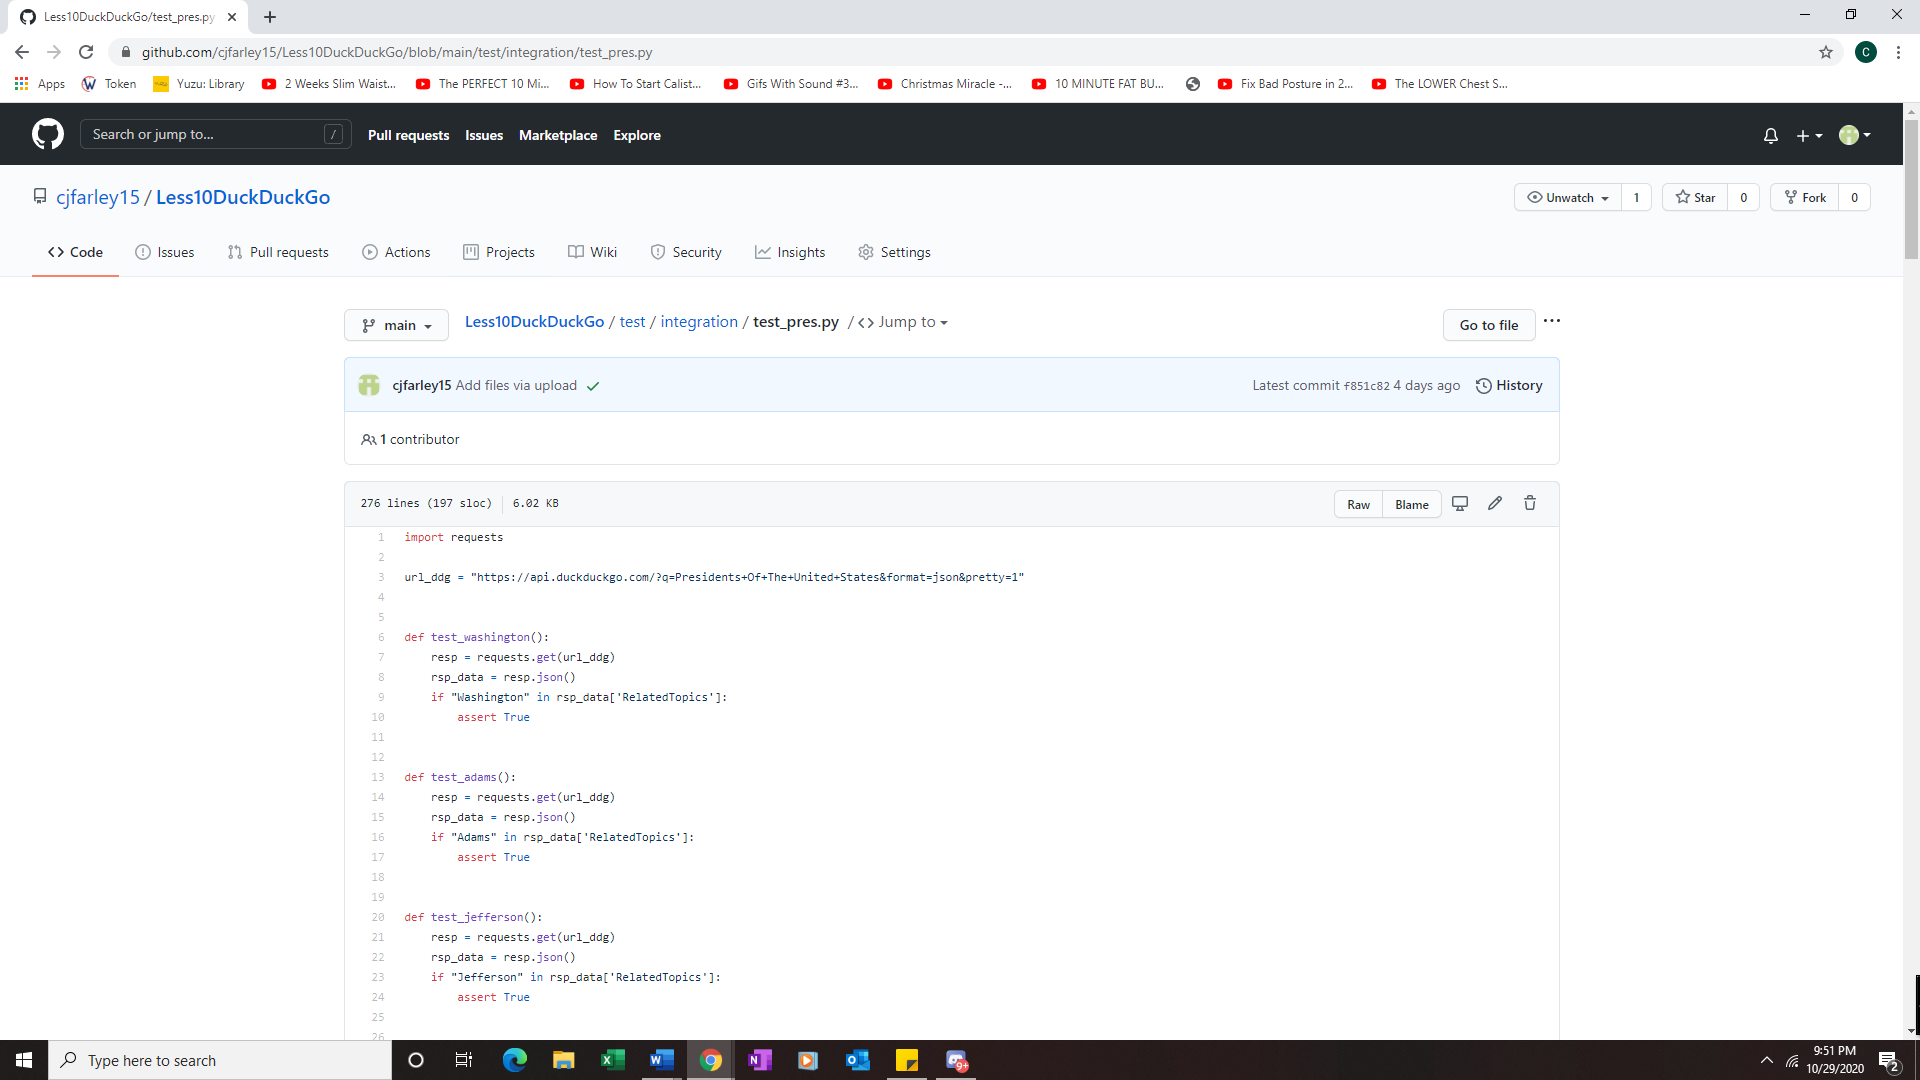 Less10DuckDuckGo/test_pres.py
github.com/cjfarley15/Less10DuckDuckGo/blob/main/test/integration/test_pres.py
C
Apps Token Yuzu: Library 2 Weeks Slim Waist... The PERFECT 10 Mi... How To Start Calist... Gifs With Sound #3... Christmas Miracle -... 10 MINUTE FAT BU... Fix Bad Posture in 2... The LOWER Chest S...
Search or jump to... / Pull requests Issues Marketplace Explore
cjfarley15 / Less10DuckDuckGo Unwatch 1 Star 0 Fork 0
Code Issues Pull requests Actions Projects Wiki Security Insights Settings
main Less10DuckDuckGo / test / integration / test_pres.py / <> Jump to Go to file ...
cjfarley15 Add files via upload Latest commit f851c82 4 days ago History
1 contributor
276 lines (197 sloc) 6.02 KB Raw Blame
1 import requests
2
3 url_ddg = "https://api.duckduckgo.com/?q=Presidents+Of+The+United+States&format=json&pretty=1"
4
5
6 def test_washington():
7 resp = requests.get(url_ddg)
8 rsp_data = resp.json()
9 if "Washington" in rsp_data['RelatedTopics']:
10 assert True
11
12
13 def test_adams():
14 resp = requests.get(url_ddg)
15 rsp_data = resp.json()
16 if "Adams" in rsp_data['RelatedTopics']:
17 assert True
18
19
20 def test_jefferson():
21 resp = requests.get(url_ddg)
22 rsp_data = resp.json()
23 if "Jefferson" in rsp_data['RelatedTopics']:
24 assert True
25
26
Type here to search
9+
9:51 PM
10/29/2020
2